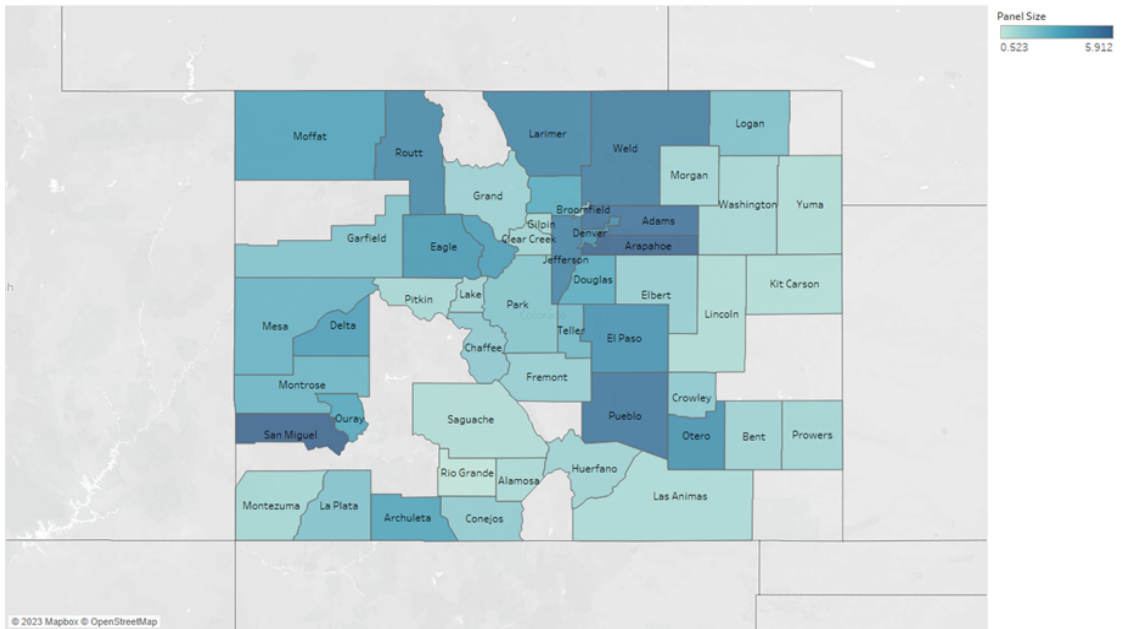 Panel Size
0.523 5.912
Moffat
Routt
Larimer
Weld
Logan
Morgan
Washington
Yuma
Grand
Broomfield
Adams
Gilpin
Denver
Clear Creek
Arapahoe
Garfield
Eagle
Jefferson
Douglas
Kit Carson
Elbert
Pitkin
Lake
Park
Lincoln
Colorado
Mesa
Delta
Teller
El Paso
Chaffee
Fremont
Montrose
Crowley
Ouray
Saguache
Pueblo
San Miguel
Otero
Bent
Prowers
Rio Grande
Alamosa
Huerfano
Las Animas
Montezuma
La Plata
Archuleta
Conejos
© 2023 Mapbox © OpenStreetMap